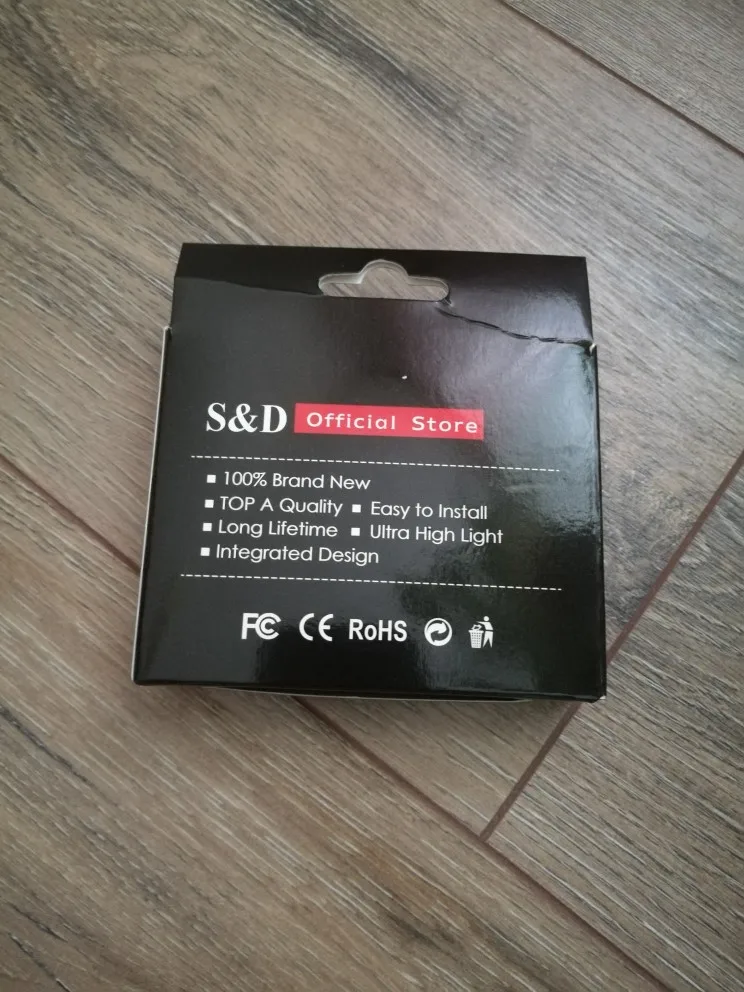 S&D Official Store
▪ 100% Brand New
▪ TOP A Quality ▪ Easy to Install
▪ Long Lifetime ▪ Ultra High Light
▪ Integrated Design
FC CE RoHS